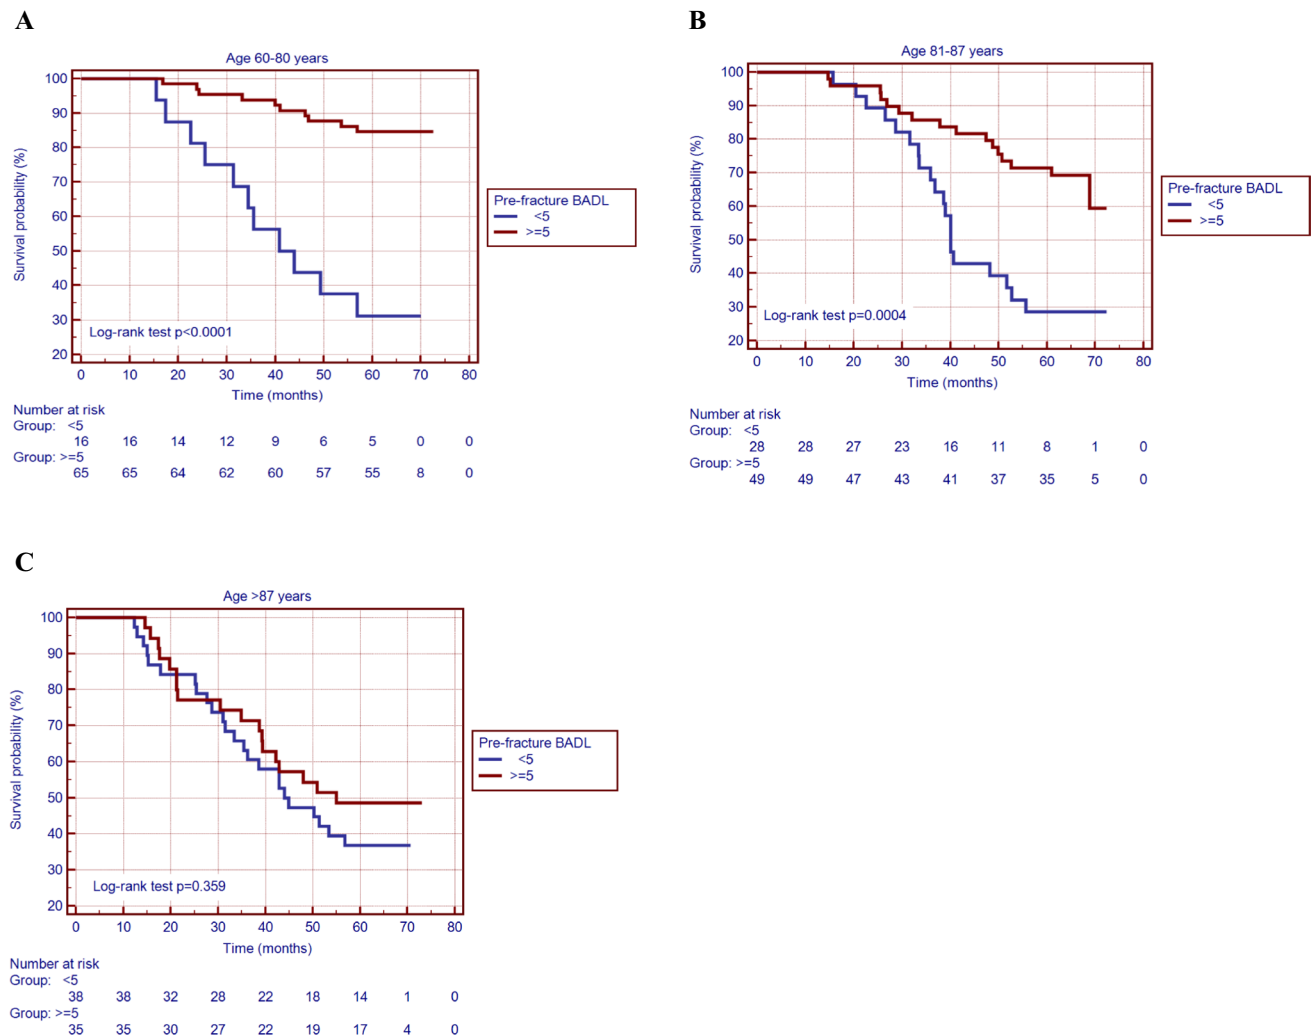 A
Age 60-80 years
Survival probability (%)
100
90
80
70
60
50
40
30
20
Log-rank test p<0.0001
0 10 20 30 40 50 60 70 80
Time (months)
Pre-fracture BADL
<5
>=5
Number at risk
Group: <5
16 16 14 12 9 6 5 0 0
Group: >=5
65 65 64 62 60 57 55 8 0
B
Age 81-87 years
Survival probability (%)
100
90
80
70
60
50
40
30
20
Log-rank test p=0.0004
0 10 20 30 40 50 60 70 80
Time (months)
Pre-fracture BADL
<5
>=5
Number at risk
Group: <5
28 28 27 23 16 11 8 1 0
Group: >=5
49 49 47 43 41 37 35 5 0
C
Age >87 years
Survival probability (%)
100
90
80
70
60
50
40
30
20
Log-rank test p=0.359
0 10 20 30 40 50 60 70 80
Time (months)
Pre-fracture BADL
<5
>=5
Number at risk
Group: <5
38 38 32 28 22 18 14 1 0
Group: >=5
35 35 30 27 22 19 17 4 0